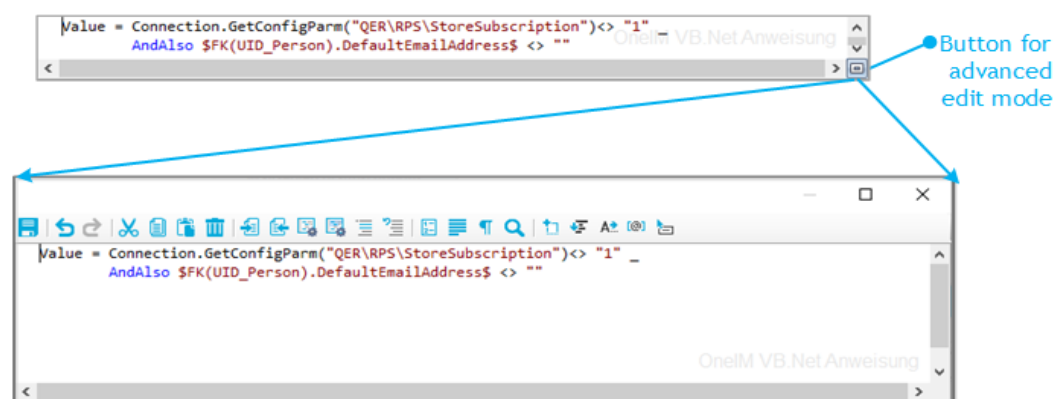 Value = Connection.GetConfigParm("QER\RPS\StoreSubscription")<> "1" _
AndAlso $FK(UID_Person).DefaultEmailAddress$ <> ""
OneIM VB.Net Anweisung
Button for
advanced
edit mode
Value = Connection.GetConfigParm("QER\RPS\StoreSubscription")<> "1" _
AndAlso $FK(UID_Person).DefaultEmailAddress$ <> ""
OneIM VB.Net Anweisung